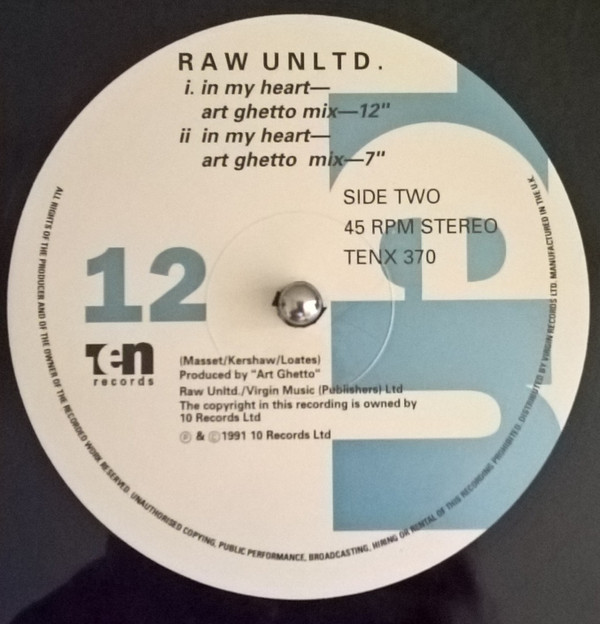 RAW UNLTD.
i. in my heart—
art ghetto mix—12"
ii in my heart—
art ghetto mix—7"
SIDE TWO
45 RPM STEREO
TENX 370
12
Ten
records
(Masset/Kershaw/Loates)
Produced by "Art Ghetto"
Raw Unltd./Virgin Music (Publishers) Ltd
The copyright in this recording is owned by
10 Records Ltd
℗ & ©1991 10 Records Ltd
ALL RIGHTS OF THE PRODUCER AND OF THE OWNER OF THE RECORDED WORK RESERVED. UNAUTHORISED COPYING, PUBLIC PERFORMANCE, BROADCASTING, HIRING OR RENTAL OF THIS RECORDING PROHIBITED. DISTRIBUTED BY VIRGIN RECORDS LTD. MANUFACTURED IN THE U.K.